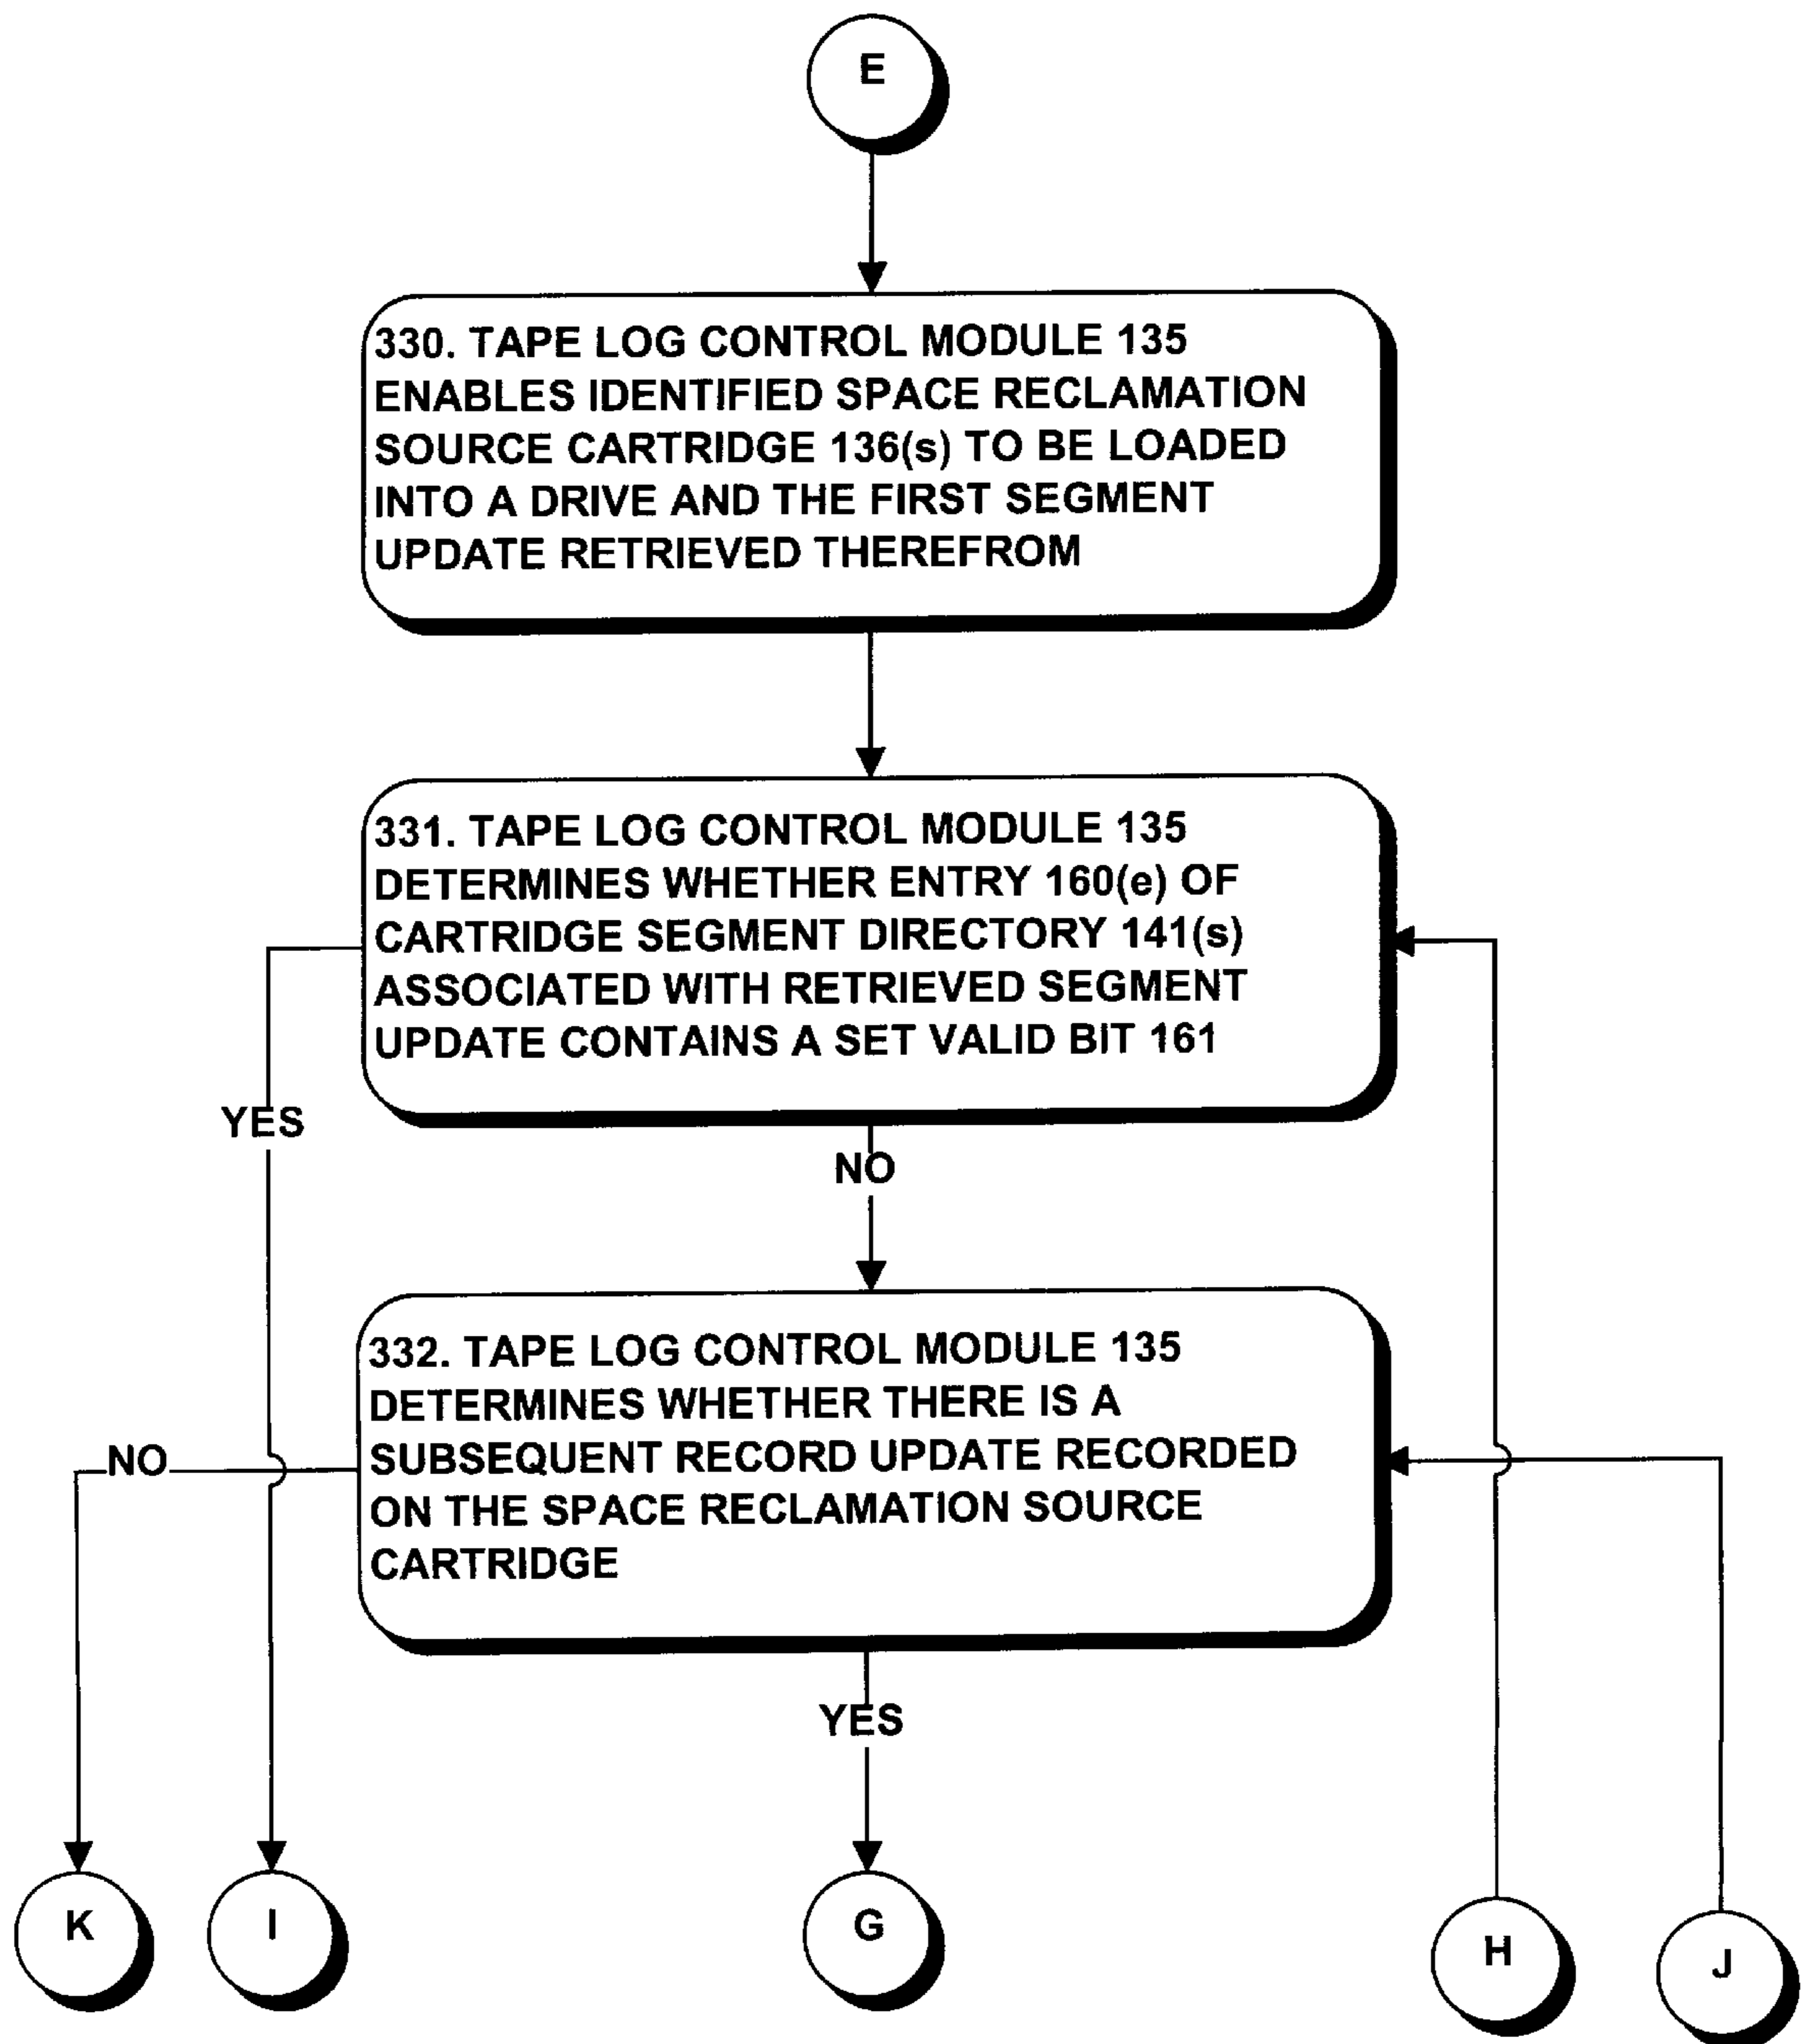 E
330. TAPE LOG CONTROL MODULE 135
ENABLES IDENTIFIED SPACE RECLAMATION
SOURCE CARTRIDGE 136(s) TO BE LOADED
INTO A DRIVE AND THE FIRST SEGMENT
UPDATE RETRIEVED THEREFROM
331. TAPE LOG CONTROL MODULE 135
DETERMINES WHETHER ENTRY 160(e) OF
CARTRIDGE SEGMENT DIRECTORY 141(s)
ASSOCIATED WITH RETRIEVED SEGMENT
UPDATE CONTAINS A SET VALID BIT 161
YES
NO
332. TAPE LOG CONTROL MODULE 135
DETERMINES WHETHER THERE IS A
SUBSEQUENT RECORD UPDATE RECORDED
ON THE SPACE RECLAMATION SOURCE
CARTRIDGE
NO
YES
K
I
G
H
J